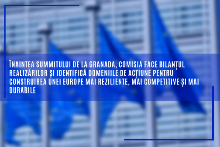 ÎNAINTEA SUMMITULUI DE LA GRANADA, COMISIA FACE BILANȚUL
REALIZĂRILOR ȘI IDENTIFICĂ DOMENIILE DE ACȚIUNE PENTRU
CONSTRUIREA UNEI EUROPE MAI REZILIENTE, MAI COMPETITIVE ȘI MAI
DURABILE